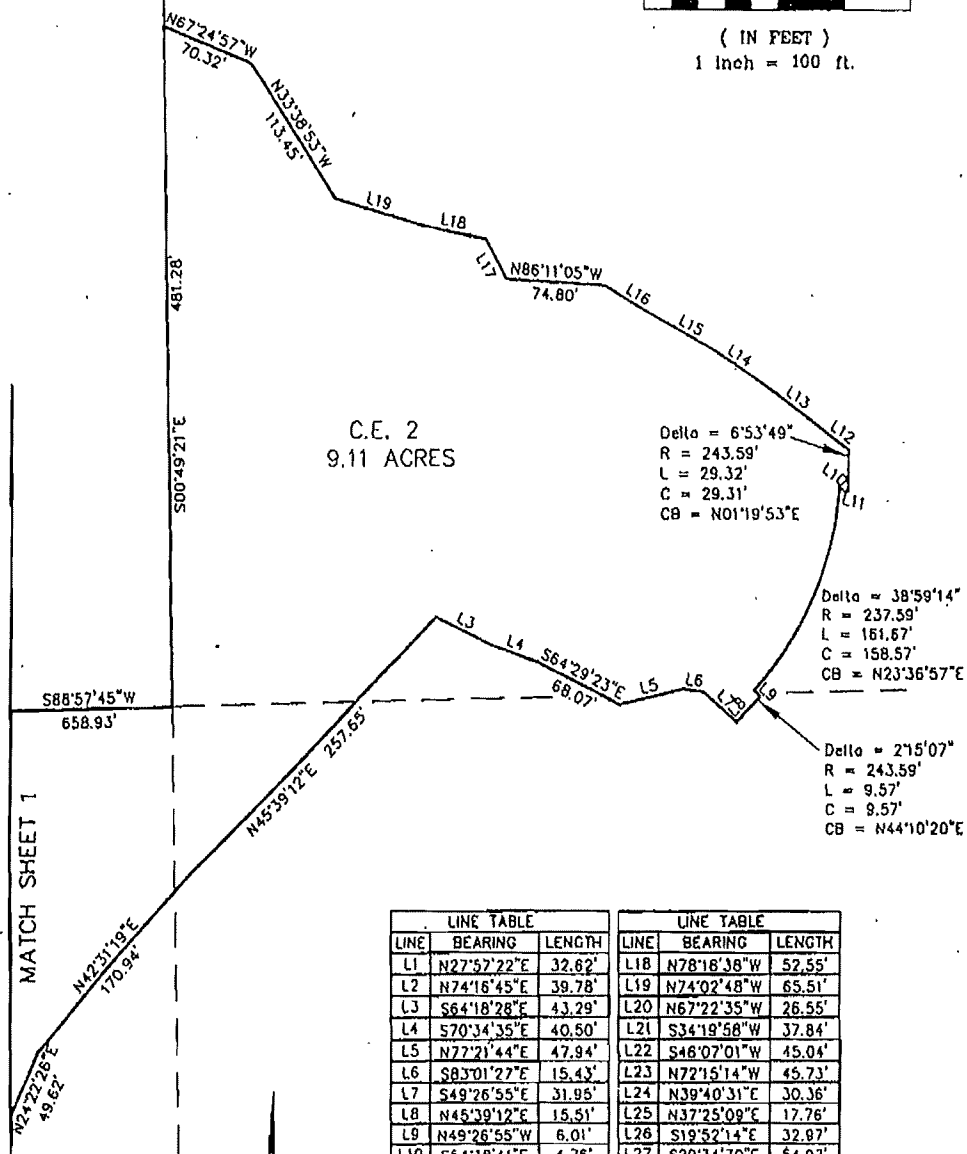 ( IN FEET )
1 inch = 100 ft.
N67°24'57"W
70.32'
N33°38'53"W
113.45'
L19
L18
L17
N86°11'05"W
74.80'
L16
L15
L14
L13
L12
481.28'
S00°49'21"E
C.E. 2
9.11 ACRES
Delta = 6°53'49"
R = 243.59'
L = 29.32'
C = 29.31'
CB = N01°19'53"E
L10
L11
Delta = 38°59'14"
R = 237.59'
L = 161.67'
C = 158.57'
CB = N23°36'57"E
L3
L4
S64°29'23"E
68.07'
L5
L6
L7
L8
L9
S88°57'45"W
658.93'
N45°39'12"E 257.65'
Delta = 2°15'07"
R = 243.59'
L = 9.57'
C = 9.57'
CB = N44°10'20"E
MATCH SHEET 1
N42°31'19"E
170.94'
N24°22'26"E
49.62'
LINE TABLE
LINE BEARING LENGTH
L1 N27°57'22"E 32.62'
L2 N74°16'45"E 39.78'
L3 S64°18'28"E 43.29'
L4 S70°34'35"E 40.50'
L5 N77°21'44"E 47.94'
L6 S83°01'27"E 15.43'
L7 S49°26'55"E 31.95'
L8 N45°39'12"E 15.51'
L9 N49°26'55"W 6.01'
LINE TABLE
LINE BEARING LENGTH
L18 N78°18'38"W 52.55'
L19 N74°02'48"W 65.51'
L20 N67°22'35"W 26.55'
L21 S34°19'58"W 37.84'
L22 S46°07'01"W 45.04'
L23 N72°15'14"W 45.73'
L24 N39°40'31"E 30.36'
L25 N37°25'09"E 17.76'
L26 S19°52'14"E 32.97'